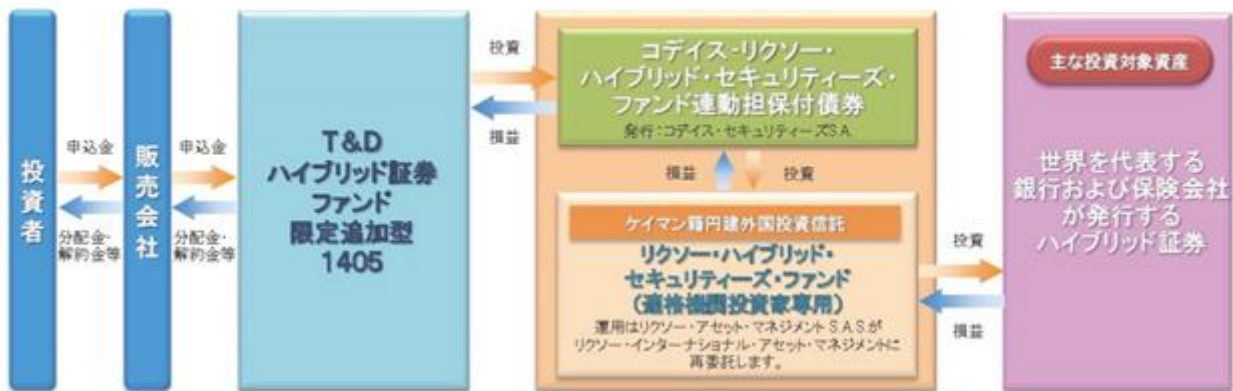 投資者
申込金
分配金・
解約金等
販売会社
申込金
分配金・
解約金等
T&D
ハイブリッド証券
ファンド
限定追加型
1405
投資
損益
コデイス-リクソー・
ハイブリッド・セキュリティーズ・
ファンド連動担保付債券
発行：コデイス・セキュリティーズS.A.
損益
投資
ケイマン籍円建外国投資信託
リクソー・ハイブリッド・
セキュリティーズ・ファンド
(適格機関投資家専用)
運用はリクソー・アセット・マネジメントS.A.S.が
リクソー・インターナショナル・アセット・マネジメントに
再委託します。
投資
損益
主な投資対象資産
世界を代表する
銀行および保険会社
が発行する
ハイブリッド証券